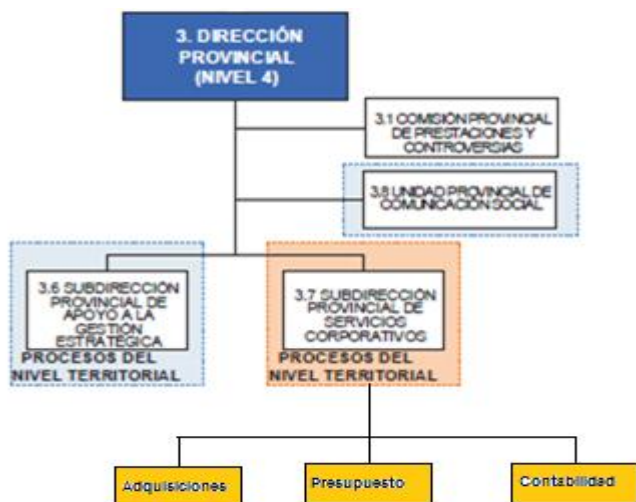 3. DIRECCIÓN
PROVINCIAL
(NIVEL 4)
3.1 COMISIÓN PROVINCIAL
DE PRESTACIONES Y
CONTROVERSIAS
3.8 UNIDAD PROVINCIAL DE
COMUNICACIÓN SOCIAL
3.6 SUBDIRECCIÓN
PROVINCIAL DE
APOYO A LA
GESTIÓN
ESTRATÉGICA
PROCESOS DEL
NIVEL TERRITORIAL
3.7 SUBDIRECCIÓN
PROVINCIAL DE
SERVICIOS
CORPORATIVOS
PROCESOS DEL
NIVEL TERRITORIAL
Adquisiciones
Presupuesto
Contabilidad